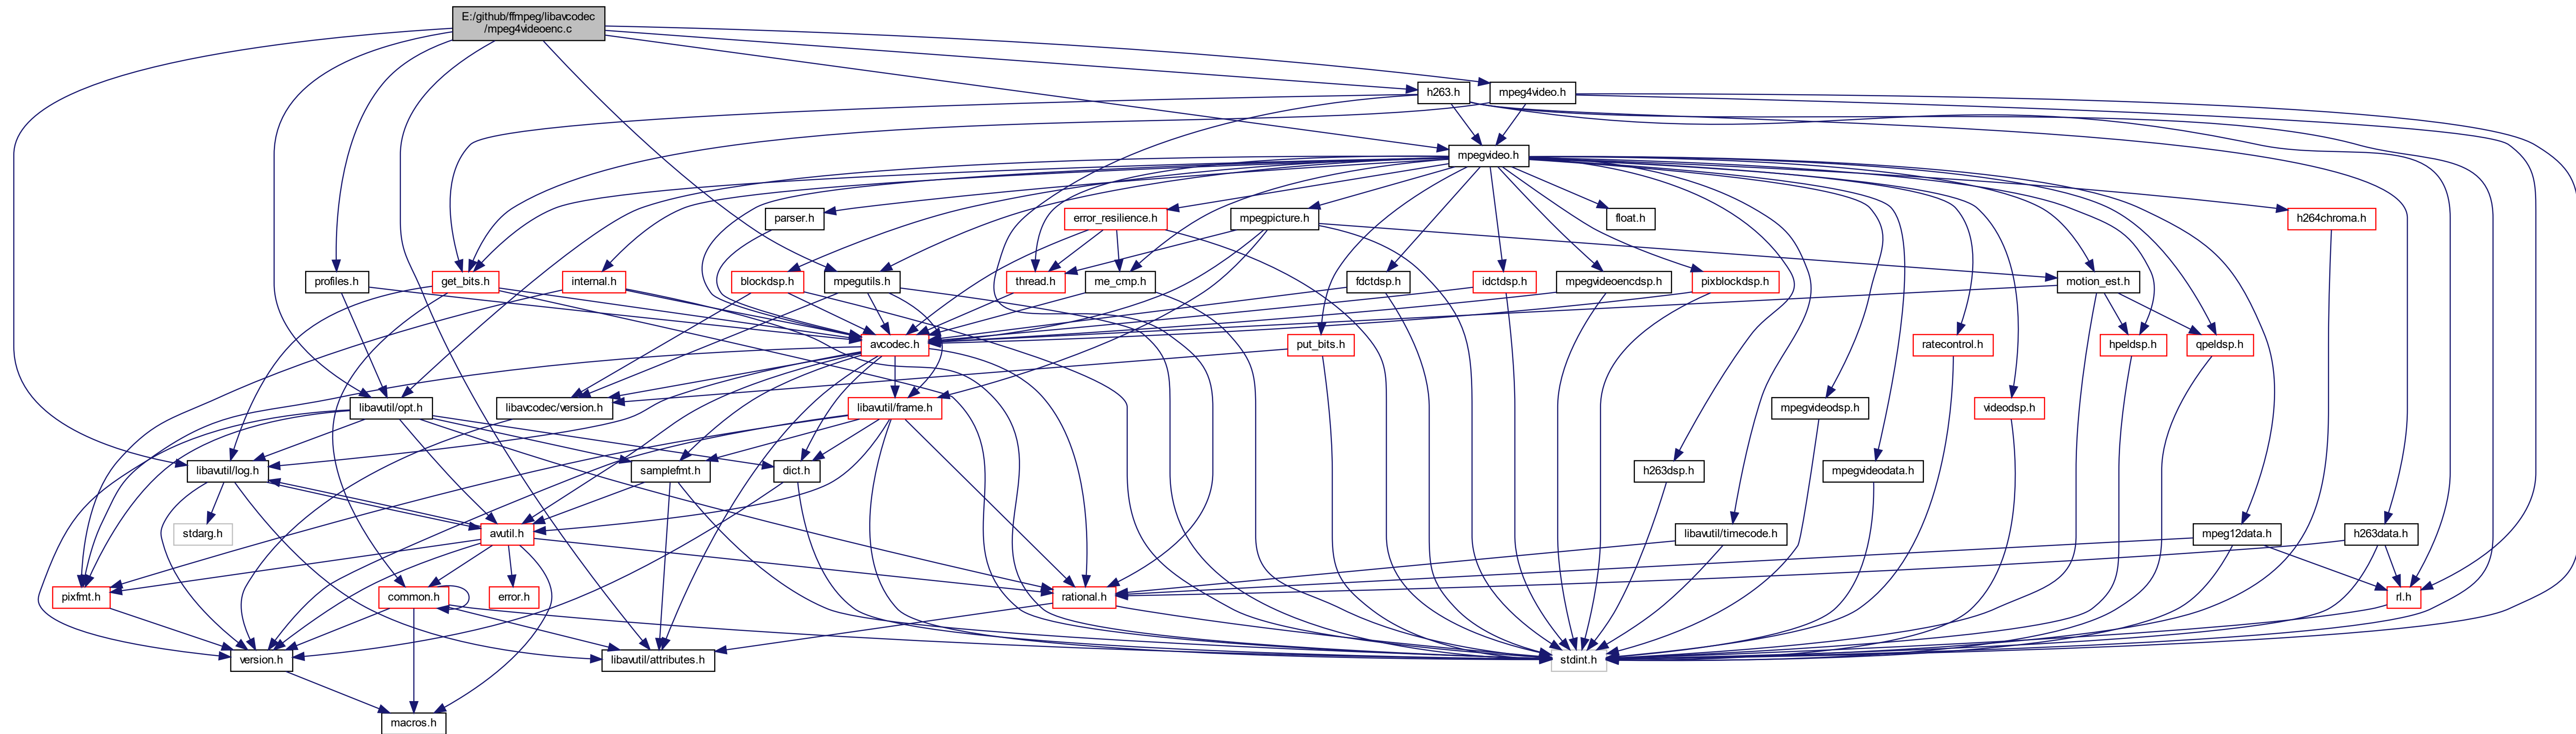 E:/github/ffmpeg/libavcodec
/mpeg4videoenc.c
h263.h
mpeg4video.h
mpegvideo.h
parser.h
error_resilience.h
mpegpicture.h
float.h
h264chroma.h
profiles.h
get_bits.h
internal.h
blockdsp.h
mpegutils.h
thread.h
me_cmp.h
fdctdsp.h
idctdsp.h
mpegvideoencdsp.h
pixblockdsp.h
motion_est.h
avcodec.h
put_bits.h
ratecontrol.h
hpeldsp.h
qpeldsp.h
libavutil/opt.h
libavcodec/version.h
libavutil/frame.h
mpegvideodsp.h
videodsp.h
libavutil/log.h
samplefmt.h
dict.h
h263dsp.h
mpegvideodata.h
stdarg.h
avutil.h
libavutil/timecode.h
mpeg12data.h
h263data.h
pixfmt.h
common.h
error.h
rational.h
rl.h
version.h
libavutil/attributes.h
stdint.h
macros.h